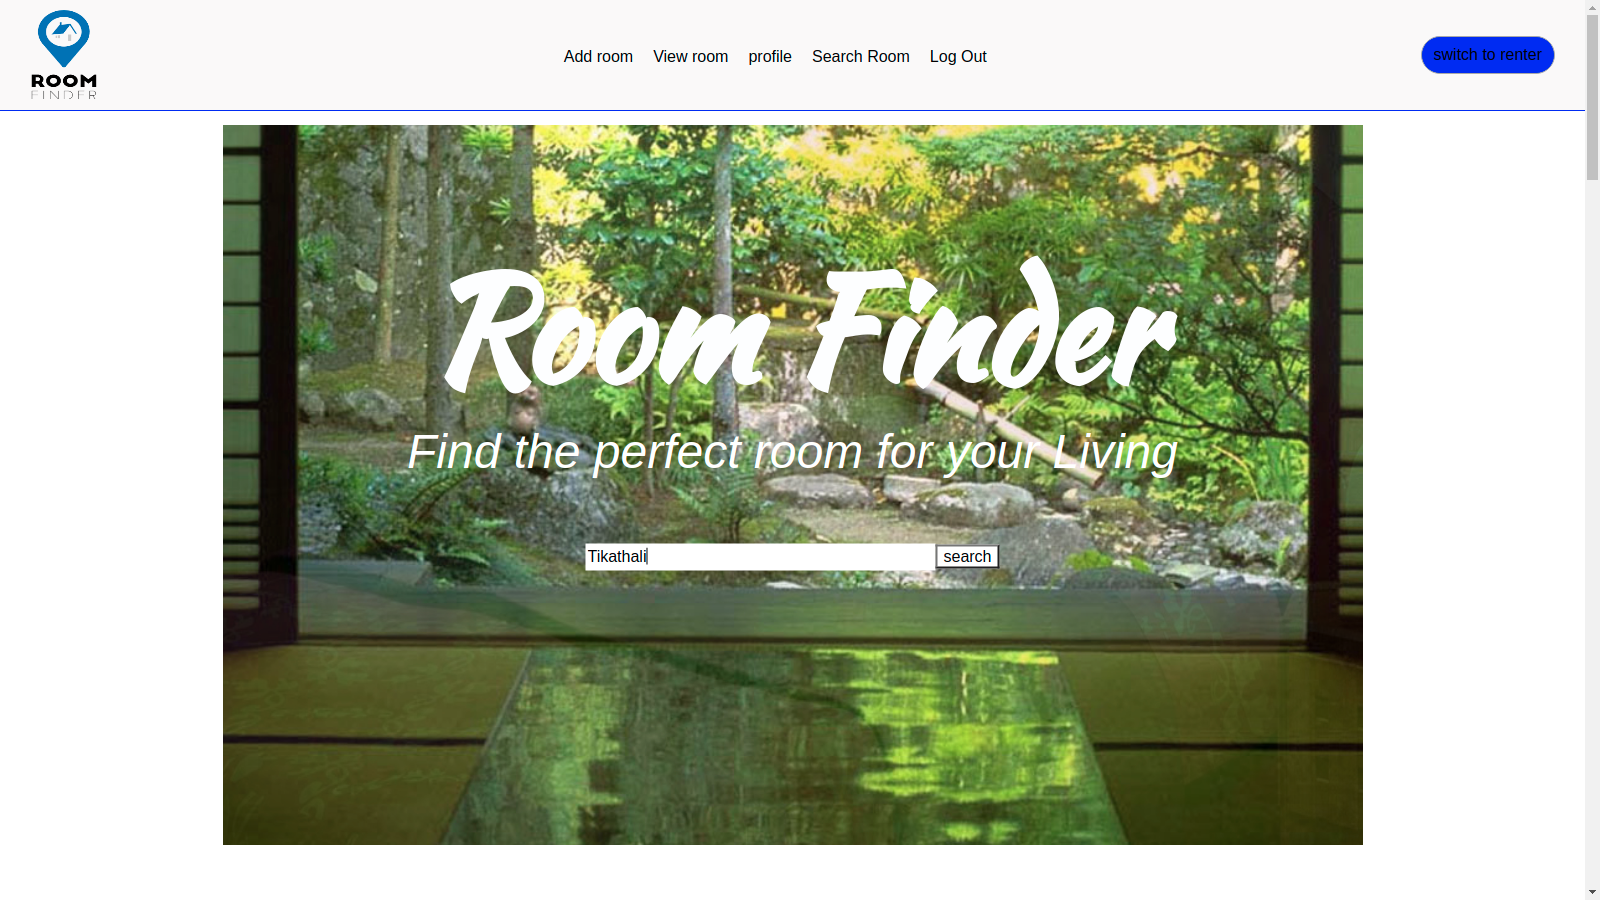 ROOM
FINDER
Add room View room profile Search Room Log Out
switch to renter
Room Finder
Find the perfect room for your Living
Tikathali
search